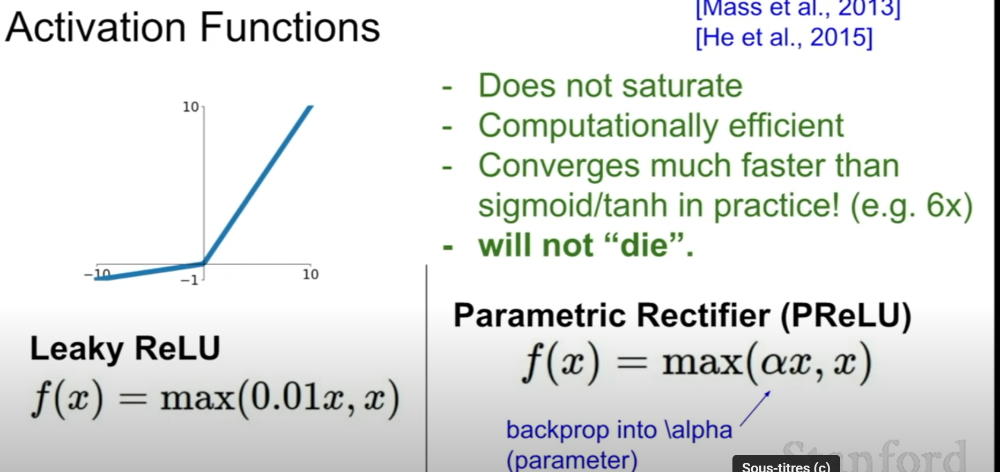 Activation Functions
[Mass et al., 2013]
[He et al., 2015]
- Does not saturate
- Computationally efficient
- Converges much faster than
sigmoid/tanh in practice! (e.g. 6x)
- will not “die”.
10
−10
−1
10
Leaky ReLU
f(x) = max(0.01x, x)
Parametric Rectifier (PReLU)
f(x) = max(αx, x)
backprop into \alpha
(parameter)
Stanford
Sous-titres (c)